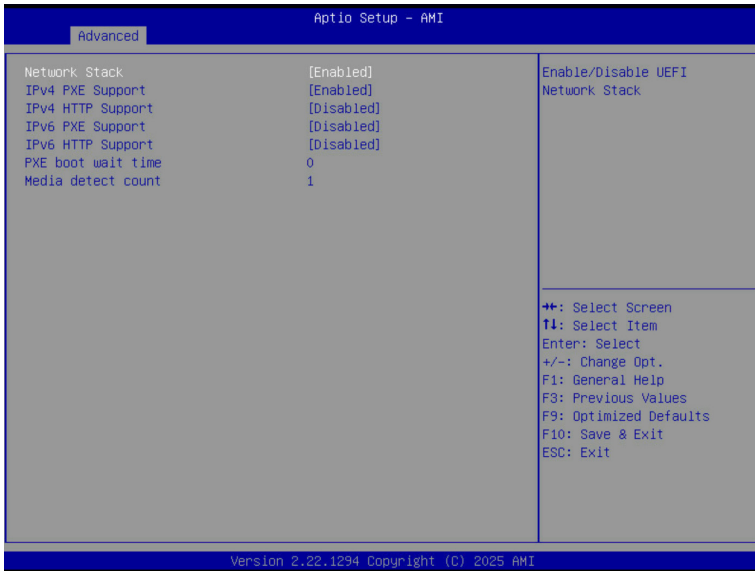 Aptio Setup – AMI
Advanced
Network Stack [Enabled]
IPv4 PXE Support [Enabled]
IPv4 HTTP Support [Disabled]
IPv6 PXE Support [Disabled]
IPv6 HTTP Support [Disabled]
PXE boot wait time 0
Media detect count 1
Enable/Disable UEFI
Network Stack
→←: Select Screen
↑↓: Select Item
Enter: Select
+/-: Change Opt.
F1: General Help
F3: Previous Values
F9: Optimized Defaults
F10: Save & Exit
ESC: Exit
Version 2.22.1294 Copyright (C) 2025 AMI